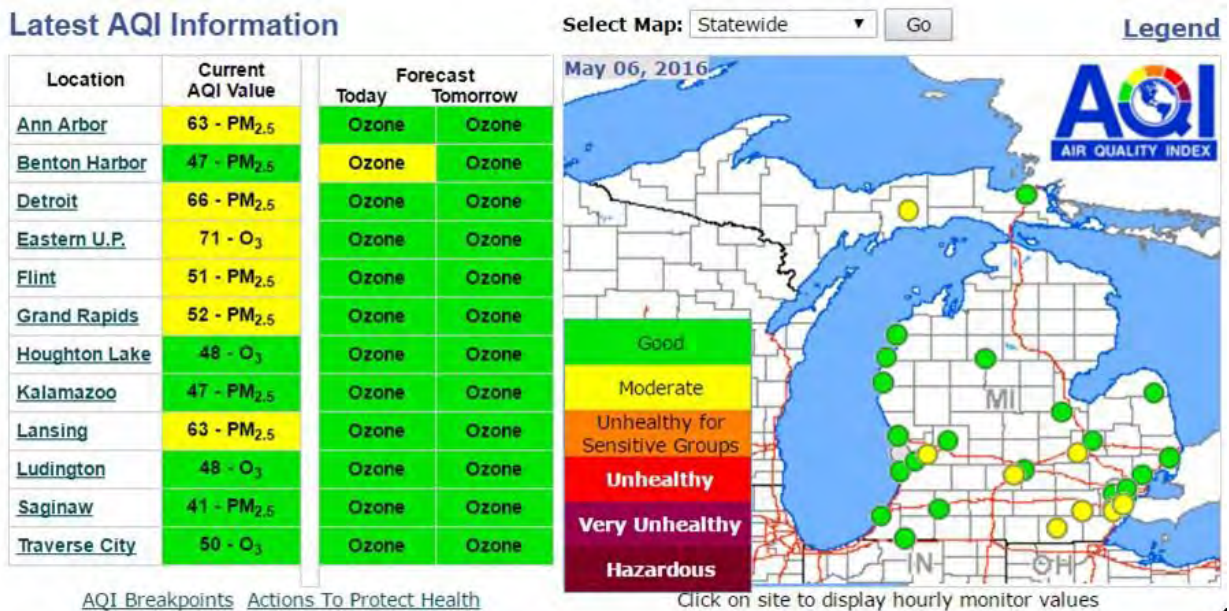 Latest AQI Information
Select Map: Statewide Go Legend
Location Current AQI Value Forecast
Today Tomorrow
Ann Arbor 63 - PM2.5 Ozone Ozone
Benton Harbor 47 - PM2.5 Ozone Ozone
Detroit 66 - PM2.5 Ozone Ozone
Eastern U.P. 71 - O3 Ozone Ozone
Flint 51 - PM2.5 Ozone Ozone
Grand Rapids 52 - PM2.5 Ozone Ozone
Houghton Lake 48 - O3 Ozone Ozone
Kalamazoo 47 - PM2.5 Ozone Ozone
Lansing 63 - PM2.5 Ozone Ozone
Ludington 48 - O3 Ozone Ozone
Saginaw 41 - PM2.5 Ozone Ozone
Traverse City 50 - O3 Ozone Ozone
AQI Breakpoints Actions To Protect Health
May 06, 2016
AQI
AIR QUALITY INDEX
Good
Moderate
Unhealthy for
Sensitive Groups
Unhealthy
Very Unhealthy
Hazardous
MI
IN
OH
Click on site to display hourly monitor values